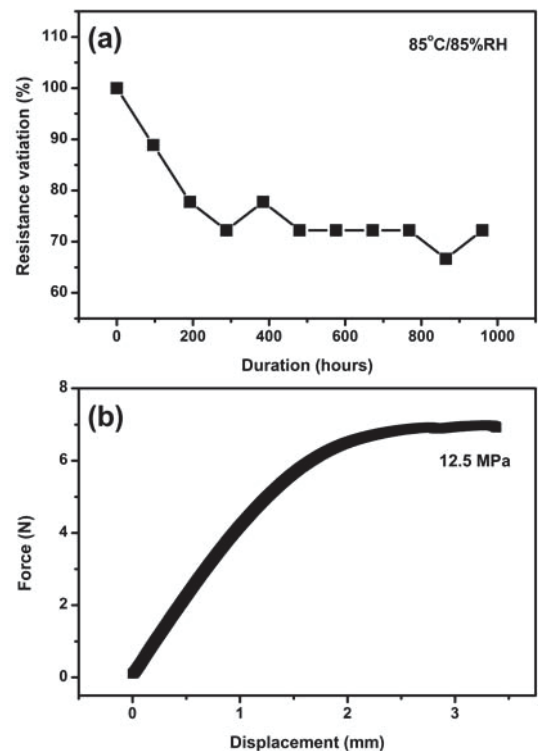 (a)
85°C/85%RH
Resistance vatiation (%)
110
100
90
80
70
60
0 200 400 600 800 1000
Duration (hours)
(b)
12.5 MPa
Force (N)
8
6
4
2
0
0 1 2 3
Displacement (mm)